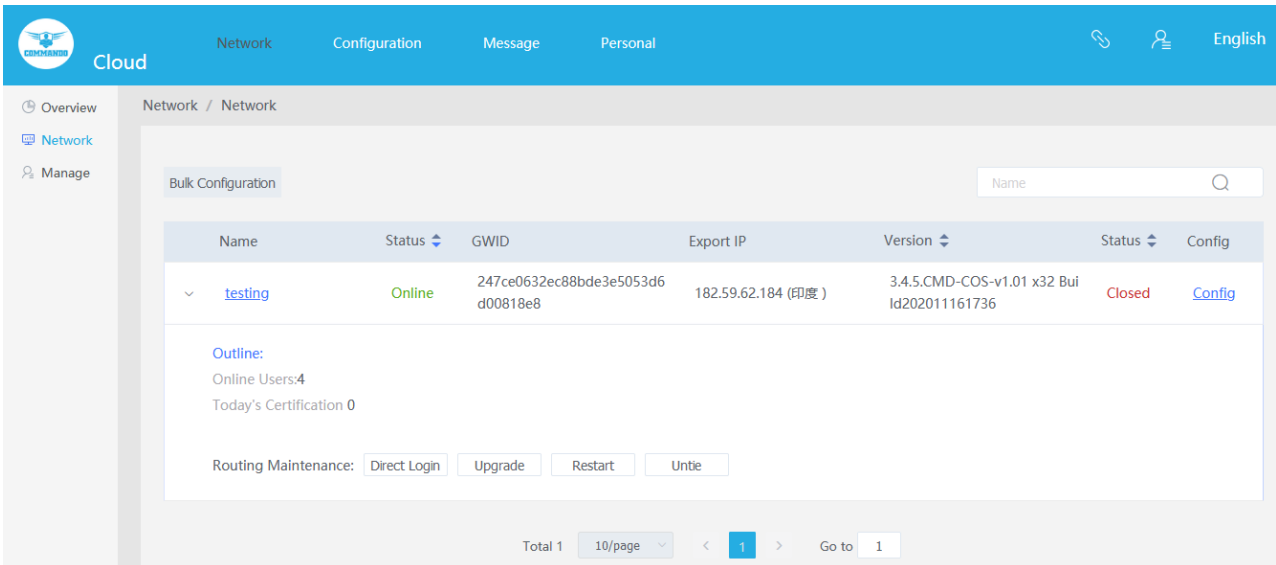 COMMANDO
Cloud
Network
Configuration
Message
Personal
English
Overview
Network
Manage
Network / Network
Bulk Configuration
Name
Name
Status
GWID
Export IP
Version
Status
Config
testing
Online
247ce0632ec88bde3e5053d6
d00818e8
182.59.62.184 (印度 )
3.4.5.CMD-COS-v1.01 x32 Bui
ld202011161736
Closed
Config
Outline:
Online Users:4
Today's Certification 0
Routing Maintenance:
Direct Login
Upgrade
Restart
Untie
Total 1
10/page
<
1
>
Go to
1